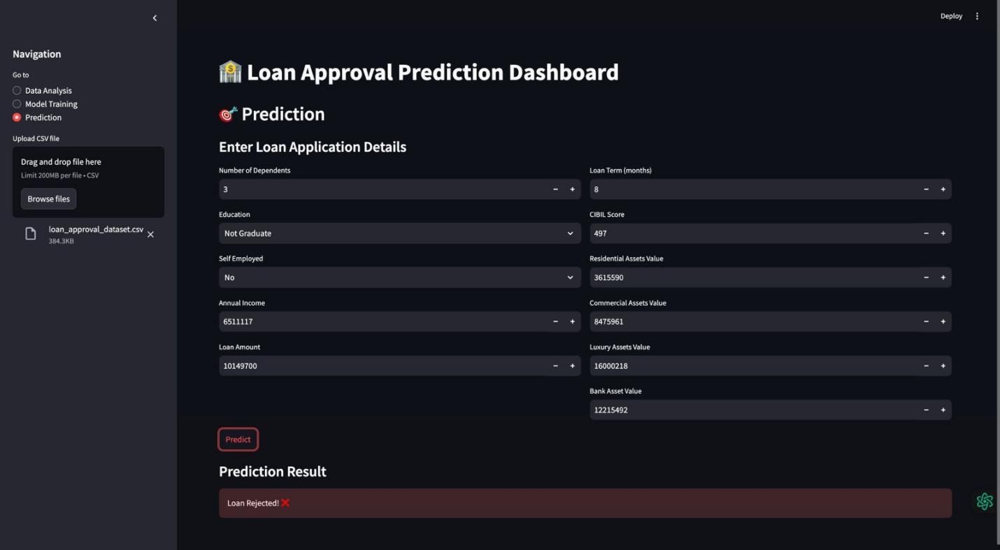 Deploy
Navigation
Go to
Data Analysis
Model Training
Prediction
Upload CSV file
Drag and drop file here
Limit 200MB per file • CSV
Browse files
loan_approval_dataset.csv
384.3KB
Loan Approval Prediction Dashboard
Prediction
Enter Loan Application Details
Number of Dependents
3
Education
Not Graduate
Self Employed
No
Annual Income
6511117
Loan Amount
10149700
Loan Term (months)
8
CIBIL Score
497
Residential Assets Value
3615590
Commercial Assets Value
8475961
Luxury Assets Value
16000218
Bank Asset Value
12215492
Predict
Prediction Result
Loan Rejected!